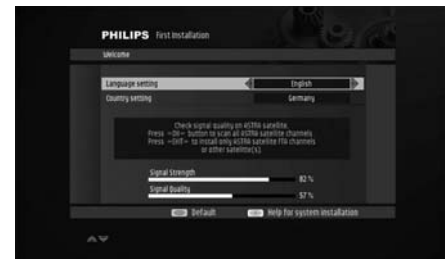 PHILIPS First Installation
Welcome
Language setting English
Country setting Germany
Check signal quality on ASTRA satellite.
Press -OK- button to scan all ASTRA satellite channels
Press -EXIT- to install only ASTRA satellite FTA channels
or other satellite(s).
Signal Strength
82 %
Signal Quality
57 %
Default Help for system installation